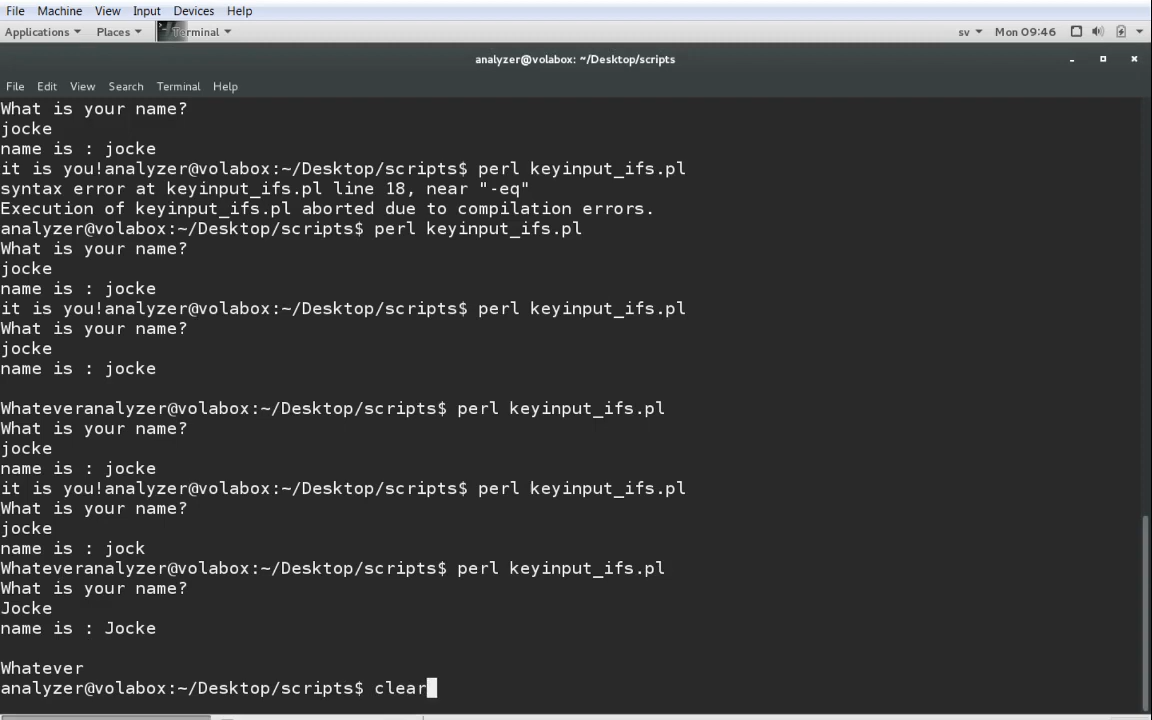 File Machine View Input Devices Help
Applications Places Terminal sv Mon 09:46
analyzer@volabox: ~/Desktop/scripts
File Edit View Search Terminal Help
What is your name?
jocke
name is : jocke
it is you!analyzer@volabox:~/Desktop/scripts$ perl keyinput_ifs.pl
syntax error at keyinput_ifs.pl line 18, near "-eq"
Execution of keyinput_ifs.pl aborted due to compilation errors.
analyzer@volabox:~/Desktop/scripts$ perl keyinput_ifs.pl
What is your name?
jocke
name is : jocke
it is you!analyzer@volabox:~/Desktop/scripts$ perl keyinput_ifs.pl
What is your name?
jocke
name is : jocke
Whateveranalyzer@volabox:~/Desktop/scripts$ perl keyinput_ifs.pl
What is your name?
jocke
name is : jocke
it is you!analyzer@volabox:~/Desktop/scripts$ perl keyinput_ifs.pl
What is your name?
jocke
name is : jock
Whateveranalyzer@volabox:~/Desktop/scripts$ perl keyinput_ifs.pl
What is your name?
Jocke
name is : Jocke
Whatever
analyzer@volabox:~/Desktop/scripts$ clear